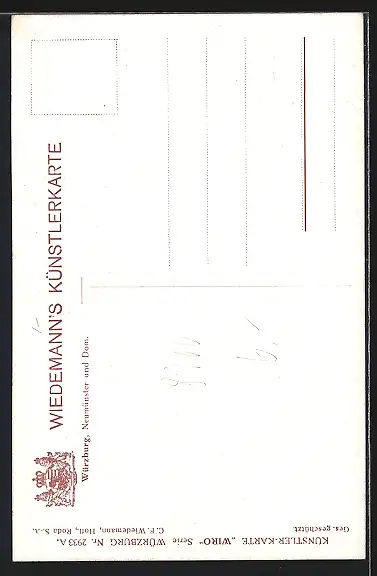 WIEDEMANN'S KÜNSTLERKARTE
Würzburg, Neumünster und Dom.
KÜNSTLER-KARTE „WIRO“ Serie WÜRZBURG Nr. 2933 A.
Ges. geschützt. C. F. Wiedemann, Hofl., Roda S.-A.